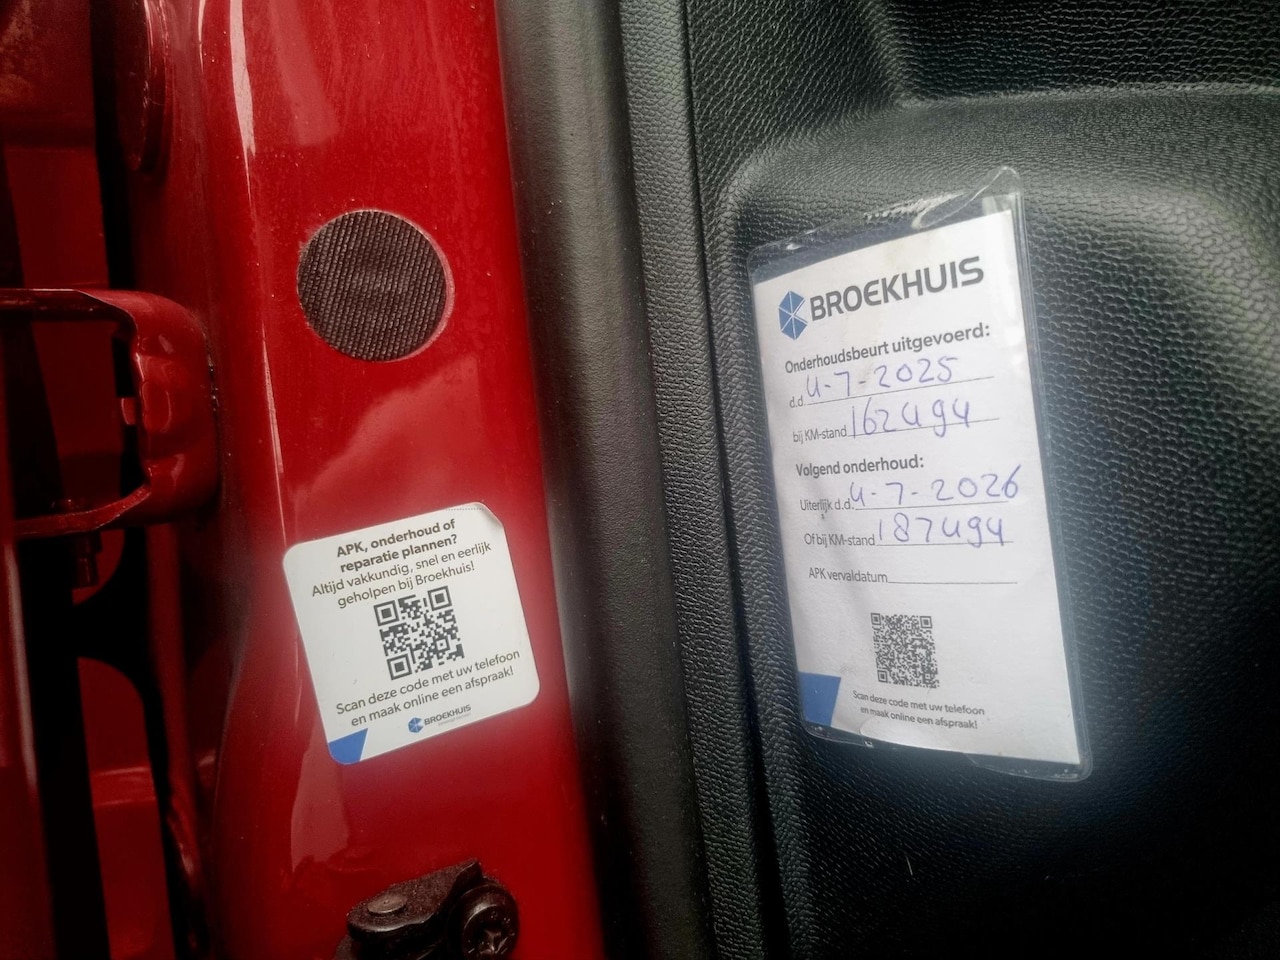 APK, onderhoud of
reparatie plannen?
Altijd vakkundig, snel en eerlijk
geholpen bij Broekhuis!
Scan deze code met uw telefoon
en maak online een afspraak!
BROEKHUIS
BROEKHUIS
Onderhoudsbeurt uitgevoerd:
d.d. 4-7-2025
bij KM-stand 162494
Volgend onderhoud:
Uiterlijk d.d. 4-7-2026
Of bij KM-stand 187494
APK vervaldatum
Scan deze code met uw telefoon
en maak online een afspraak!